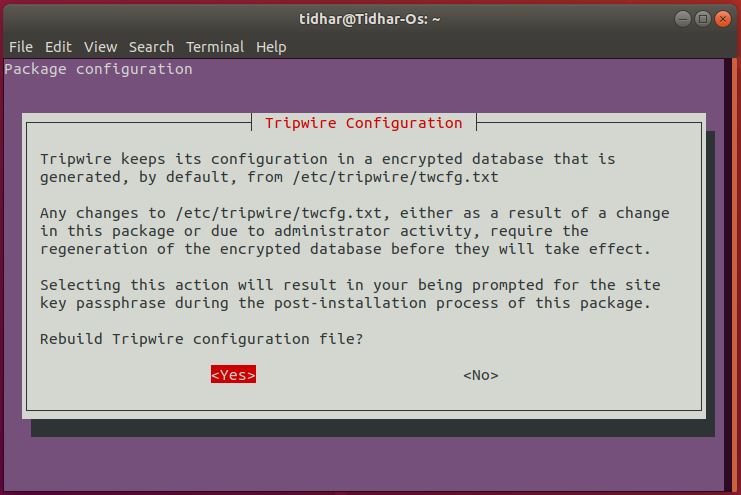 tidhar@Tidhar-Os: ~
File Edit View Search Terminal Help
Package configuration
Tripwire Configuration
Tripwire keeps its configuration in a encrypted database that is
generated, by default, from /etc/tripwire/twcfg.txt
Any changes to /etc/tripwire/twcfg.txt, either as a result of a change
in this package or due to administrator activity, require the
regeneration of the encrypted database before they will take effect.
Selecting this action will result in your being prompted for the site
key passphrase during the post-installation process of this package.
Rebuild Tripwire configuration file?
<Yes> <No>